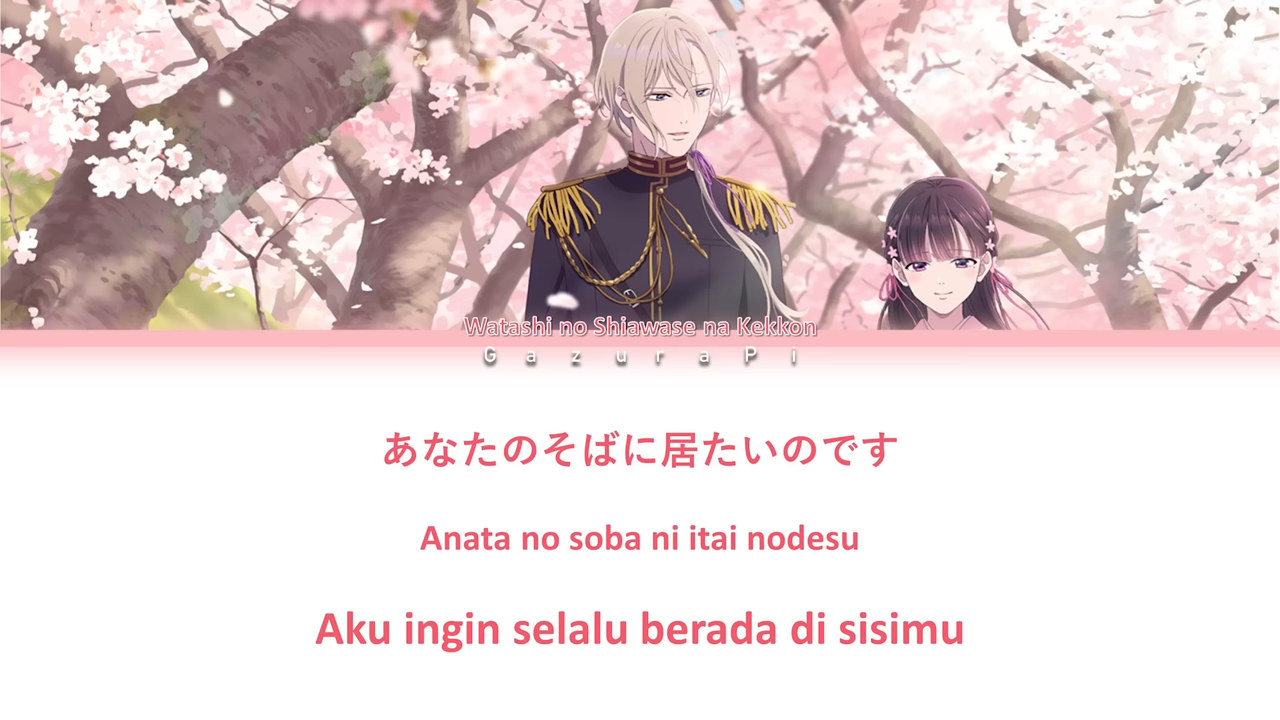 Watashi no Shiawase na Kekkon
GazuraPi
あなたのそばに居たいのです
Anata no soba ni itai nodesu
Aku ingin selalu berada di sisimu